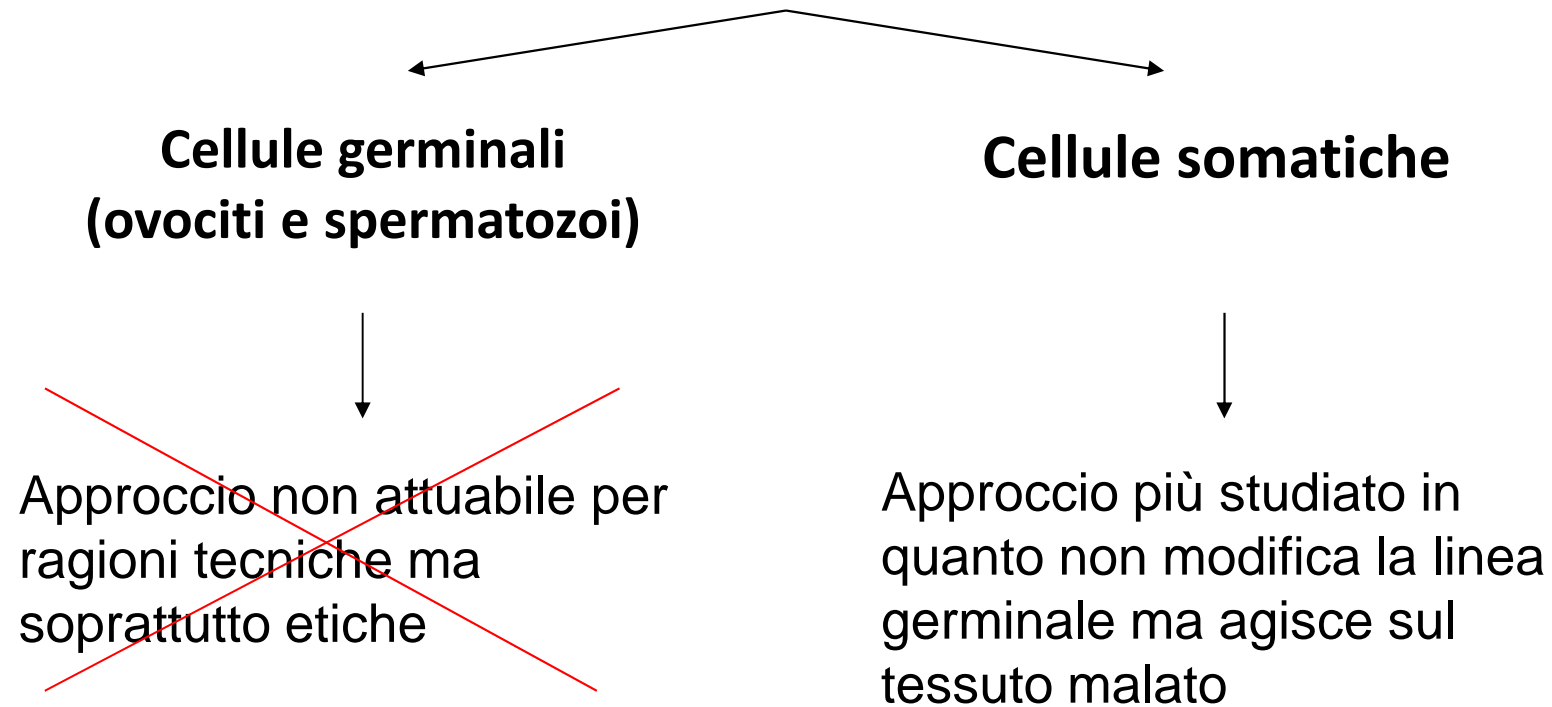 Cellule germinali
(ovociti e spermatozoi)
Approccio non attuabile per
ragioni tecniche ma
soprattutto etiche
Cellule somatiche
Approccio più studiato in
quanto non modifica la linea
germinale ma agisce sul
tessuto malato